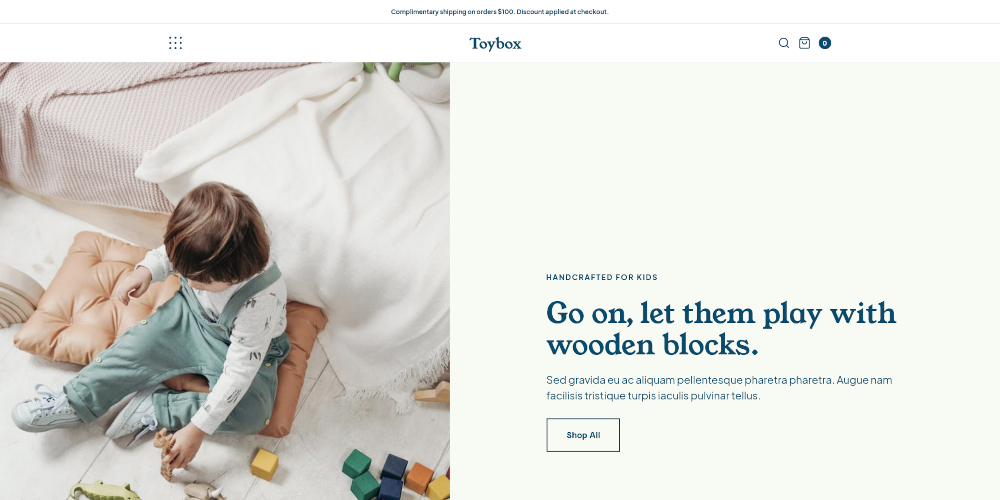 Complimentary shipping on orders $100. Discount applied at checkout.
Toybox
0
HANDCRAFTED FOR KIDS
Go on, let them play with
wooden blocks.
Sed gravida eu ac aliquam pellentesque pharetra pharetra. Augue nam
facilisis tristique turpis iaculis pulvinar tellus.
Shop All